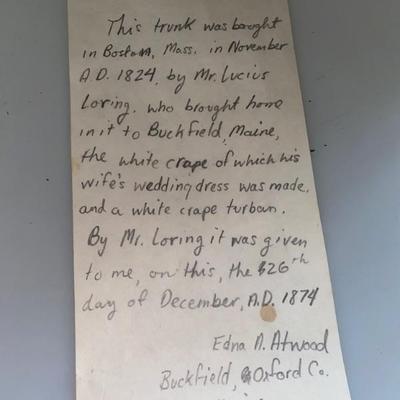 This trunk was bought
in Boston, Mass. in November
A.D. 1824, by Mr. Lucius
Loring, who brought home
in it to Buckfield, Maine,
the white crape of which his
wife's wedding dress was made,
and a white crape turban.
By Mr. Loring it was given
to me, on this, the 26th
day of December, A.D. 1874
Edna A. Atwood
Buckfield, Oxford Co.